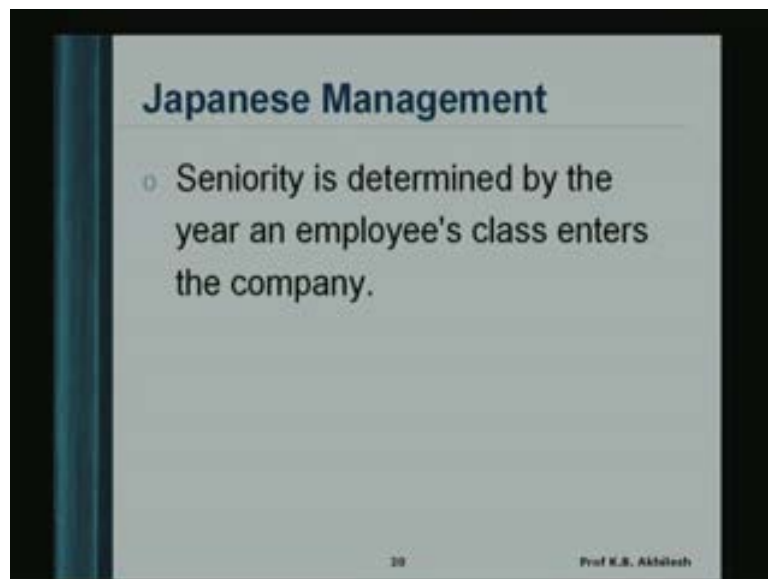 Japanese Management
o Seniority is determined by the
year an employee's class enters
the company.
20
Prof K.B. Akhilesh